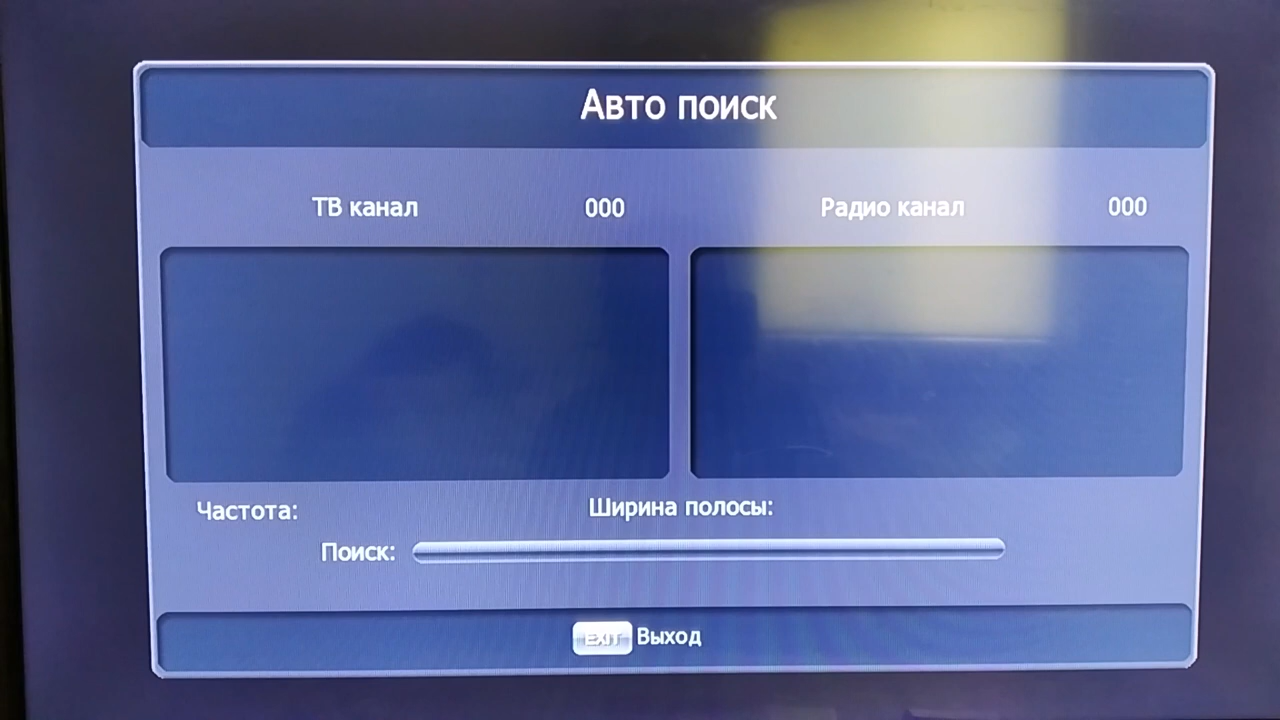 Авто поиск
ТВ канал 000 Радио канал 000
Частота: Ширина полосы:
Поиск:
EXIT Выход